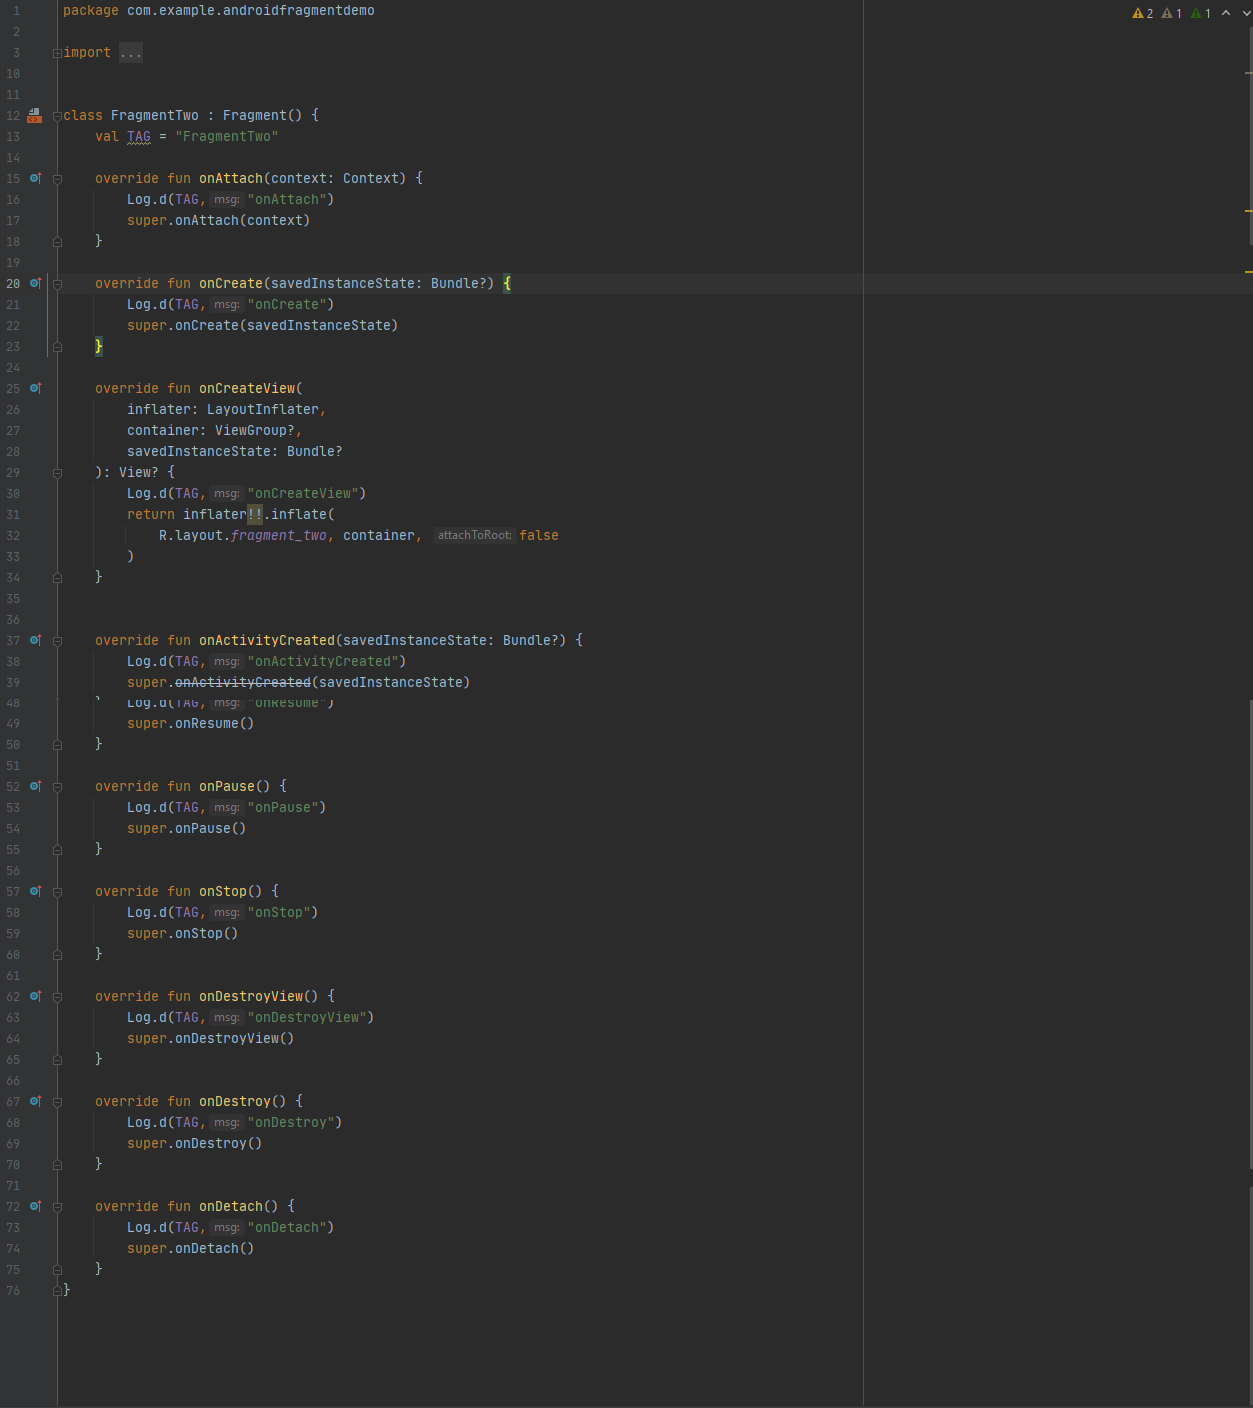 1 package com.example.androidfragmentdemo
2 1 1
2
3 import ...
10
11
12 class FragmentTwo : Fragment() {
13 val TAG = "FragmentTwo"
14
15 override fun onAttach(context: Context) {
16 Log.d(TAG, msg: "onAttach")
17 super.onAttach(context)
18 }
19
20 override fun onCreate(savedInstanceState: Bundle?) {
21 Log.d(TAG, msg: "onCreate")
22 super.onCreate(savedInstanceState)
23 }
24
25 override fun onCreateView(
26 inflater: LayoutInflater,
27 container: ViewGroup?,
28 savedInstanceState: Bundle?
29 ): View? {
30 Log.d(TAG, msg: "onCreateView")
31 return inflater!!.inflate(
32 R.layout.fragment_two, container, attachToRoot: false
33 )
34 }
35
36
37 override fun onActivityCreated(savedInstanceState: Bundle?) {
38 Log.d(TAG, msg: "onActivityCreated")
39 super.onActivityCreated(savedInstanceState)
48 Log.d(TAG, msg: "onResume")
49 super.onResume()
50 }
51
52 override fun onPause() {
53 Log.d(TAG, msg: "onPause")
54 super.onPause()
55 }
56
57 override fun onStop() {
58 Log.d(TAG, msg: "onStop")
59 super.onStop()
60 }
61
62 override fun onDestroyView() {
63 Log.d(TAG, msg: "onDestroyView")
64 super.onDestroyView()
65 }
66
67 override fun onDestroy() {
68 Log.d(TAG, msg: "onDestroy")
69 super.onDestroy()
70 }
71
72 override fun onDetach() {
73 Log.d(TAG, msg: "onDetach")
74 super.onDetach()
75 }
76 }